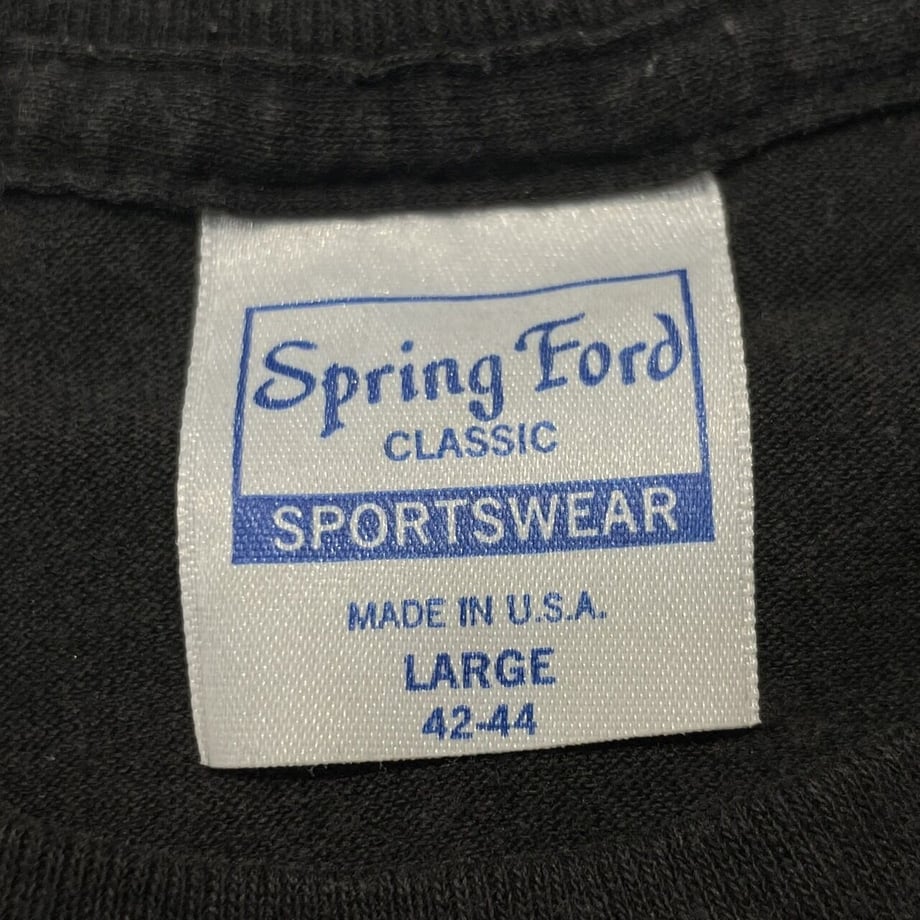 Spring Ford
CLASSIC
SPORTSWEAR
MADE IN U.S.A.
LARGE
42-44